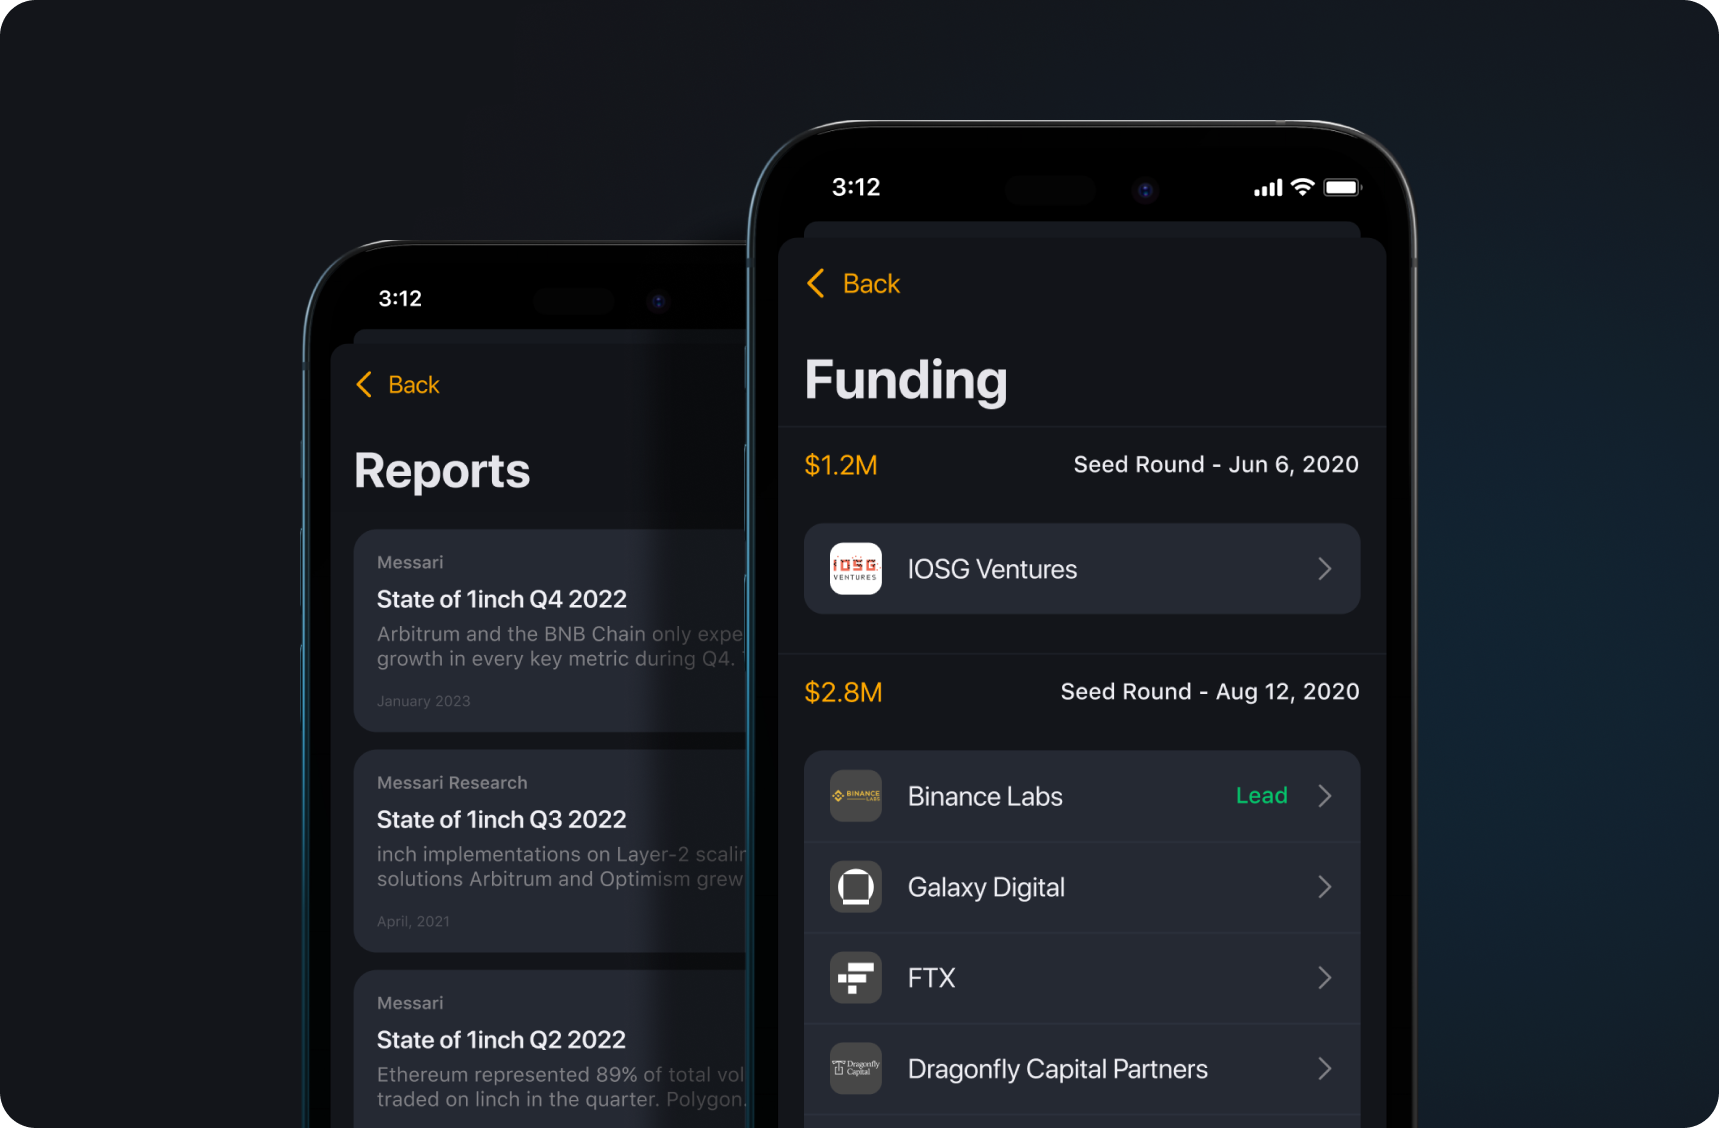 3:12
Back
Reports
Messari
State of 1inch Q4 2022
Arbitrum and the BNB Chain only expe
growth in every key metric during Q4.
January 2023
Messari Research
State of 1inch Q3 2022
inch implementations on Layer-2 scalin
solutions Arbitrum and Optimism grew
April, 2021
Messari
State of 1inch Q2 2022
Ethereum represented 89% of total vol
traded on linch in the quarter. Polygon.
3:12
Back
Funding
$1.2M
Seed Round - Jun 6, 2020
IOSG
VENTURES
IOSG Ventures
$2.8M
Seed Round - Aug 12, 2020
BINANCE
LABS
Binance Labs
Lead
Galaxy Digital
FTX
Dragonfly
Capital
Dragonfly Capital Partners